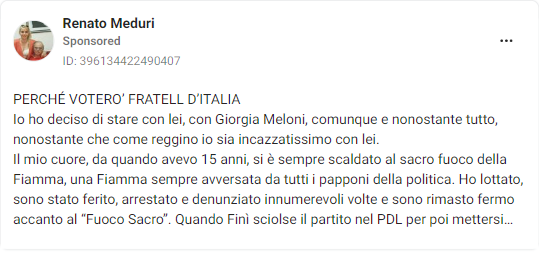 Renato Meduri
Sponsored
ID: 396134422490407
PERCHÉ VOTERO' FRATELL D'ITALIA
Io ho deciso di stare con lei, con Giorgia Meloni, comunque e nonostante tutto,
nonostante che come reggino io sia incazzatissimo con lei.
Il mio cuore, da quando avevo 15 anni, si è sempre scaldato al sacro fuoco della
Fiamma, una Fiamma sempre avversata da tutti i papponi della politica. Ho lottato,
sono stato ferito, arrestato e denunziato innumerevoli volte e sono rimasto fermo
accanto al “Fuoco Sacro”. Quando Finì sciolse il partito nel PDL per poi mettersi...